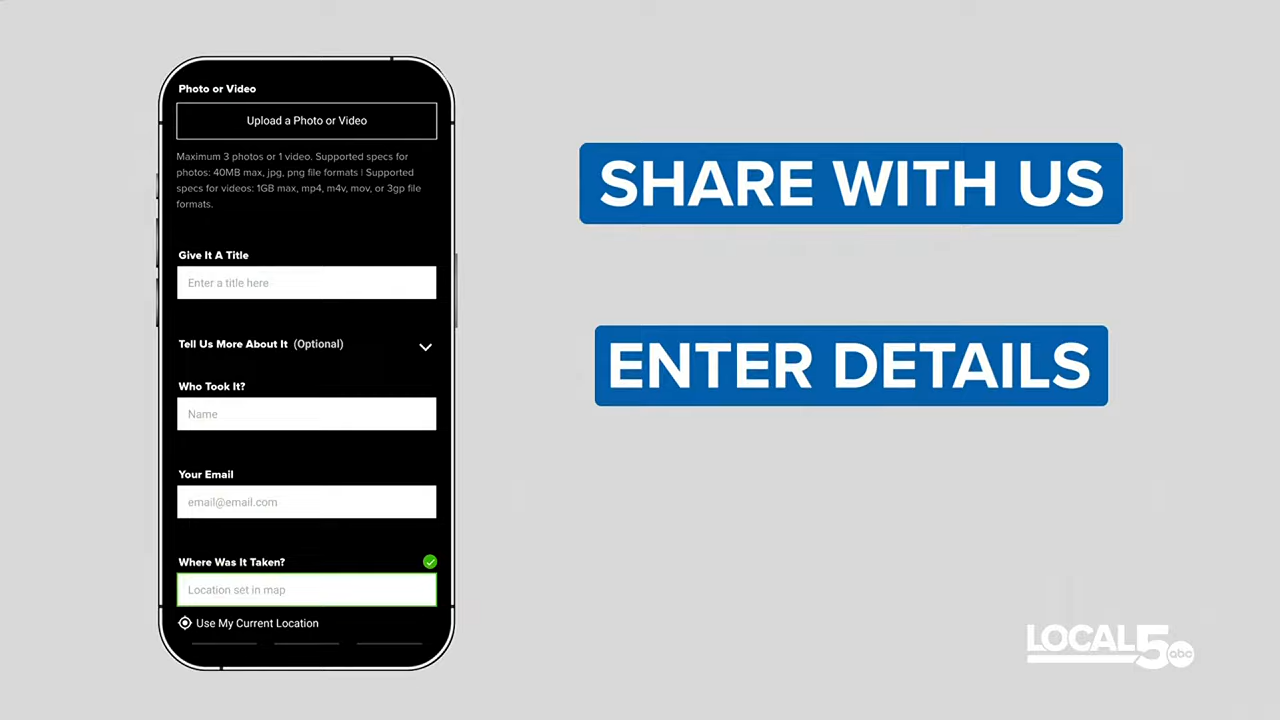 Photo or Video
Upload a Photo or Video
Maximum 3 photos or 1 video. Supported specs for
photos: 40MB max, jpg, png file formats | Supported
specs for videos: 1GB max, mp4, m4v, mov, or 3gp file
formats.
Give It A Title
Enter a title here
Tell Us More About It (Optional)
Who Took It?
Name
Your Email
email@email.com
Where Was It Taken?
Location set in map
Use My Current Location
SHARE WITH US
ENTER DETAILS
LOCAL 5 abc